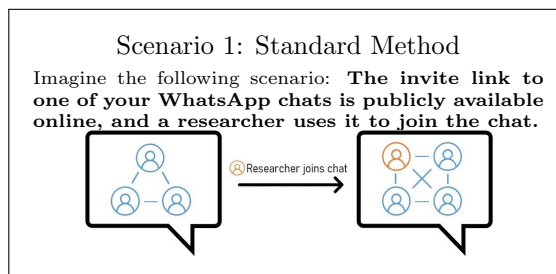 Scenario 1: Standard Method
Imagine the following scenario: The invite link to
one of your WhatsApp chats is publicly available
online, and a researcher uses it to join the chat.
Researcher joins chat